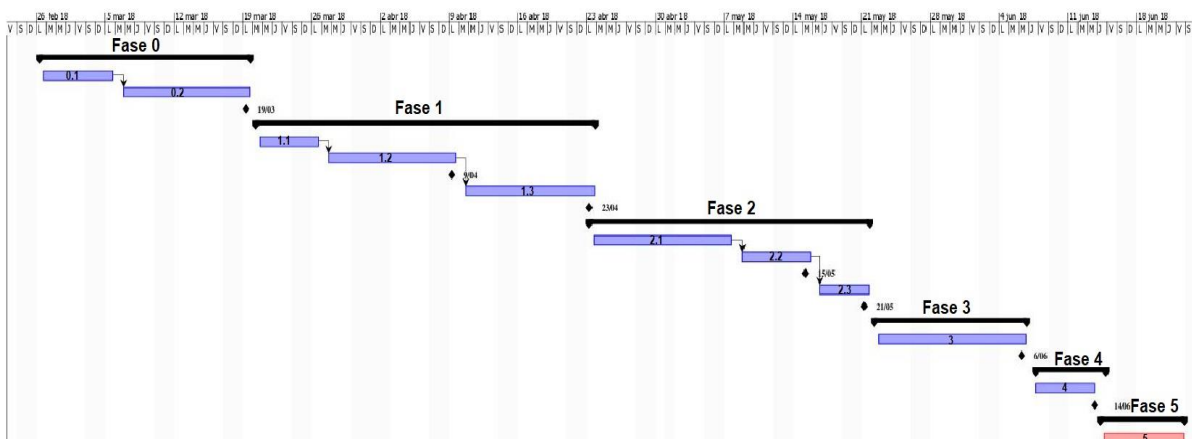 26 feb 18 5 mar 18 12 mar 18 19 mar 18 26 mar 18 2 abr 18 9 abr 18 16 abr 18 23 abr 18 30 abr 18 7 may 18 14 may 18 21 may 18 28 may 18 4 jun 18 11 jun 18 18 jun 18
V S D L M M J V S D L M M J V S D L M M J V S D L M M J V S D L M M J V S D L M M J V S D L M M J V S D L M M J V S D L M M J V S D L M M J V S D L M M J V S D L M M J V S D L M M J V S D L M M J V S D L M M J V S D L M M J V S D L M M J V S
Fase 0
0.1
0.2
19/03
Fase 1
1.1
1.2
9/04
1.3
23/04
Fase 2
2.1
2.2
15/05
2.3
21/05
Fase 3
3
6/06
Fase 4
4
14/06
Fase 5
5